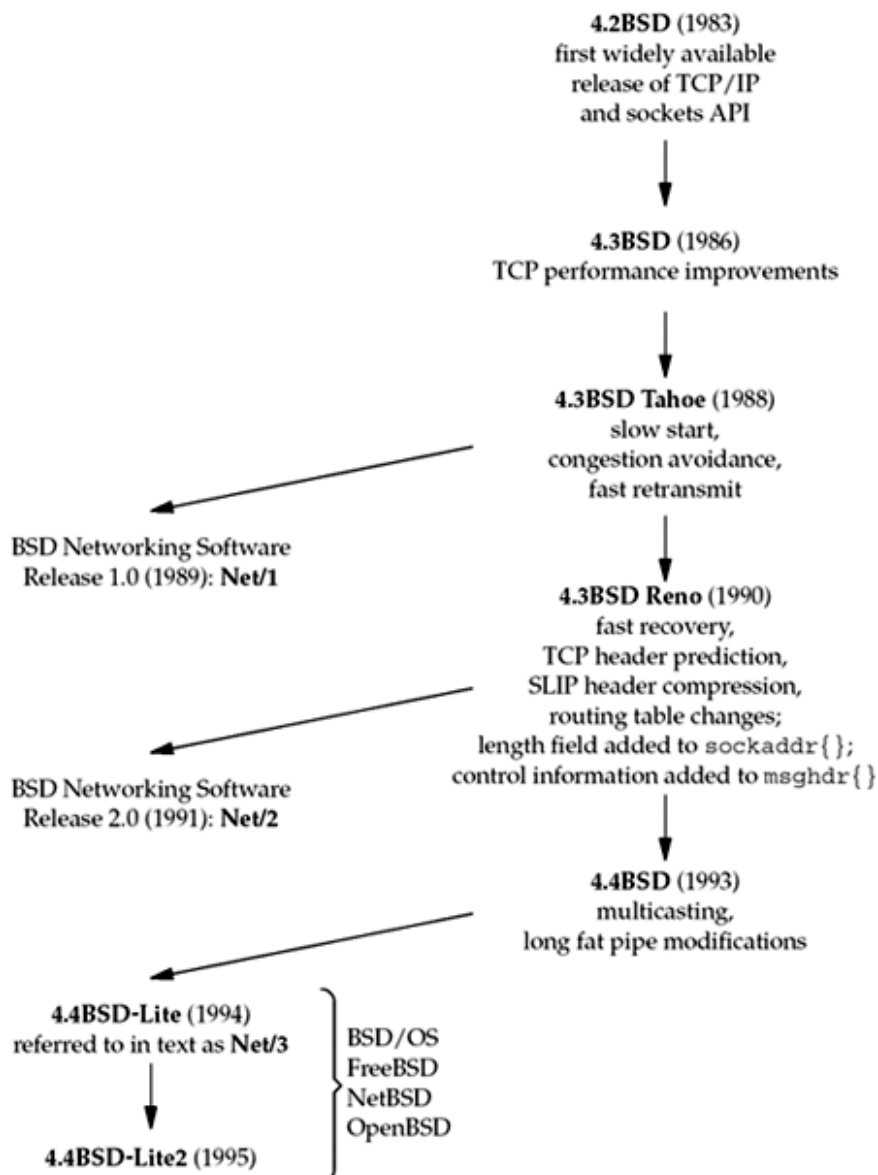 4.2BSD (1983)
first widely available
release of TCP/IP
and sockets API
4.3BSD (1986)
TCP performance improvements
4.3BSD Tahoe (1988)
slow start,
congestion avoidance,
fast retransmit
BSD Networking Software
Release 1.0 (1989): Net/1
4.3BSD Reno (1990)
fast recovery,
TCP header prediction,
SLIP header compression,
routing table changes;
length field added to sockaddr{};
control information added to msghdr{}
BSD Networking Software
Release 2.0 (1991): Net/2
4.4BSD (1993)
multicasting,
long fat pipe modifications
4.4BSD-Lite (1994)
referred to in text as Net/3
BSD/OS
FreeBSD
NetBSD
OpenBSD
4.4BSD-Lite2 (1995)